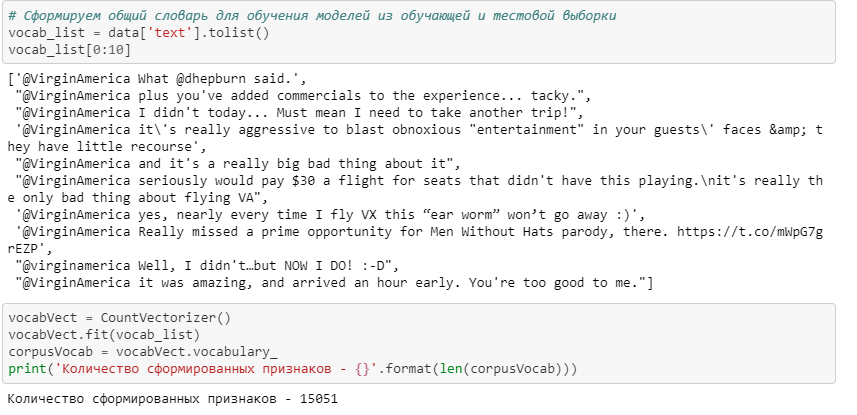 # Сформируем общий словарь для обучения моделей из обучающей и тестовой выборки
vocab_list = data['text'].tolist()
vocab_list[0:10]
['@VirginAmerica What @dhepburn said.',
"@VirginAmerica plus you've added commercials to the experience... tacky.",
"@VirginAmerica I didn't today... Must mean I need to take another trip!",
'@VirginAmerica it\'s really aggressive to blast obnoxious "entertainment" in your guests\' faces &amp; t
hey have little recourse',
"@VirginAmerica and it's a really big bad thing about it",
"@VirginAmerica seriously would pay $30 a flight for seats that didn't have this playing.\nit's really th
e only bad thing about flying VA",
'@VirginAmerica yes, nearly every time I fly VX this “ear worm” won’t go away :)',
'@VirginAmerica Really missed a prime opportunity for Men Without Hats parody, there. https://t.co/mWpG7g
rEZP',
"@virginamerica Well, I didn't…but NOW I DO! :-D",
"@VirginAmerica it was amazing, and arrived an hour early. You're too good to me."]
vocabVect = CountVectorizer()
vocabVect.fit(vocab_list)
corpusVocab = vocabVect.vocabulary_
print('Количество сформированных признаков - {}'.format(len(corpusVocab)))
Количество сформированных признаков - 15051